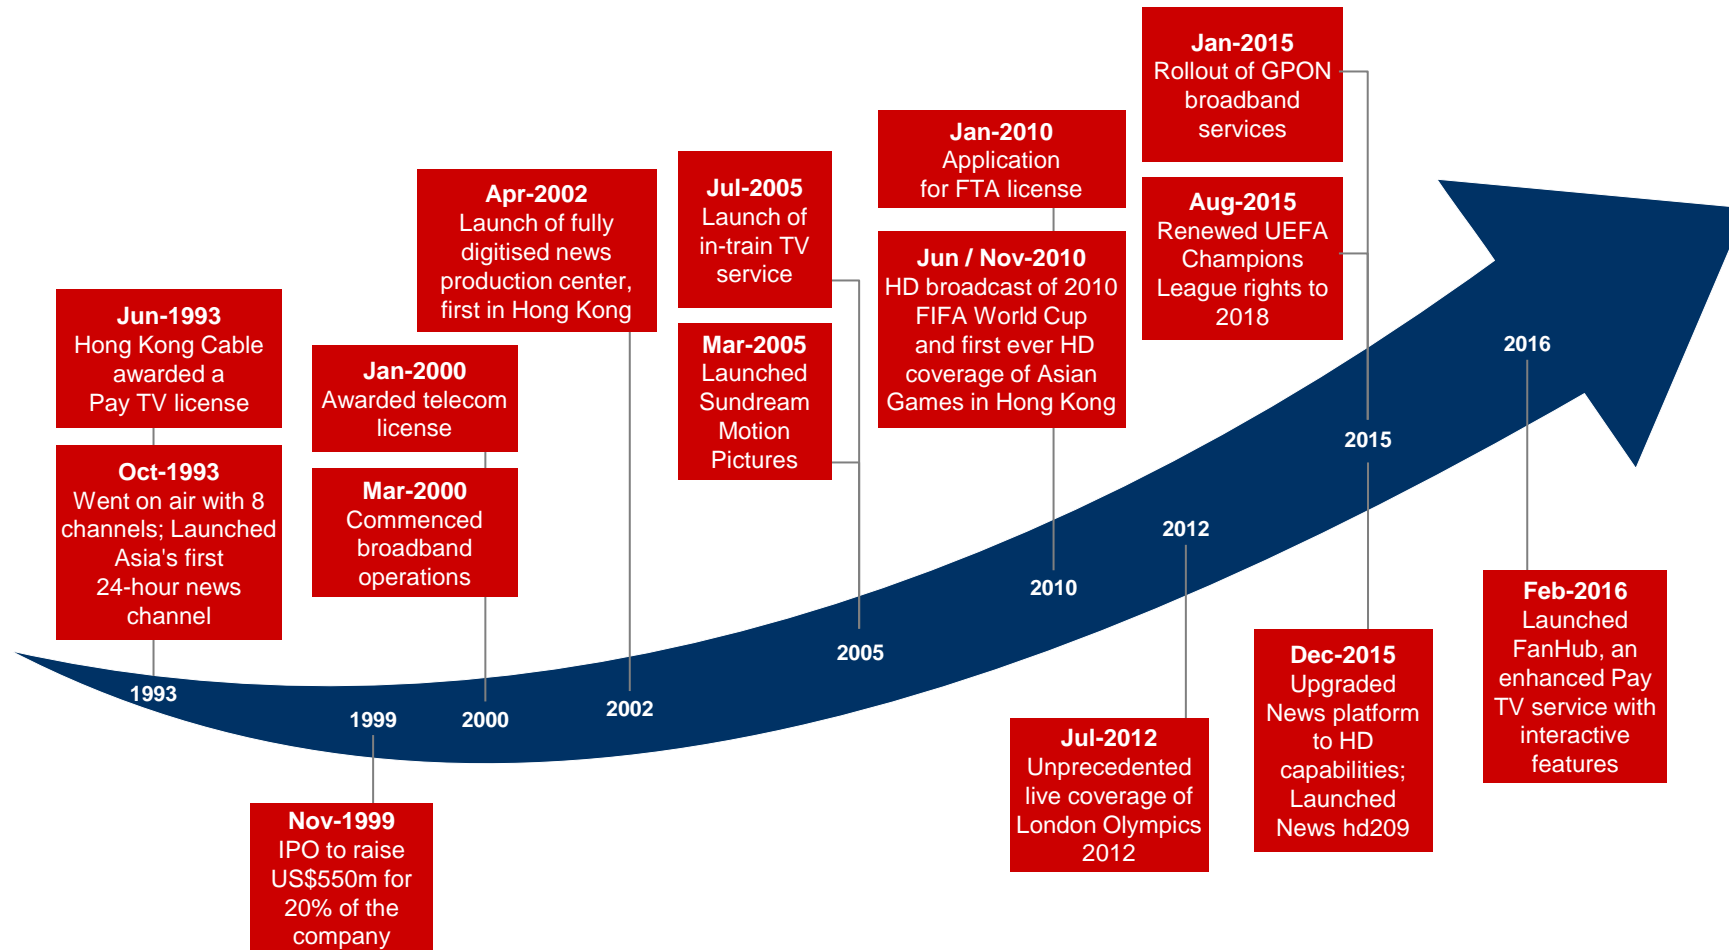 Jun-1993
Hong Kong Cable
awarded a
Pay TV license
Oct-1993
Went on air with 8
channels; Launched
Asia's first
24-hour news
channel
1993
Nov-1999
IPO to raise
US$550m for
20% of the
company
1999
Jan-2000
Awarded telecom
license
Mar-2000
Commenced
broadband
operations
2000
Apr-2002
Launch of fully
digitised news
production center,
first in Hong Kong
2002
Jul-2005
Launch of
in-train TV
service
Mar-2005
Launched
Sundream
Motion
Pictures
2005
Jan-2010
Application
for FTA license
Jun / Nov-2010
HD broadcast of 2010
FIFA World Cup
and first ever HD
coverage of Asian
Games in Hong Kong
2010
2012
Jul-2012
Unprecedented
live coverage of
London Olympics
2012
Jan-2015
Rollout of GPON
broadband
services
Aug-2015
Renewed UEFA
Champions
League rights to
2018
2015
Dec-2015
Upgraded
News platform
to HD
capabilities;
Launched
News hd209
2016
Feb-2016
Launched
FanHub, an
enhanced Pay
TV service with
interactive
features